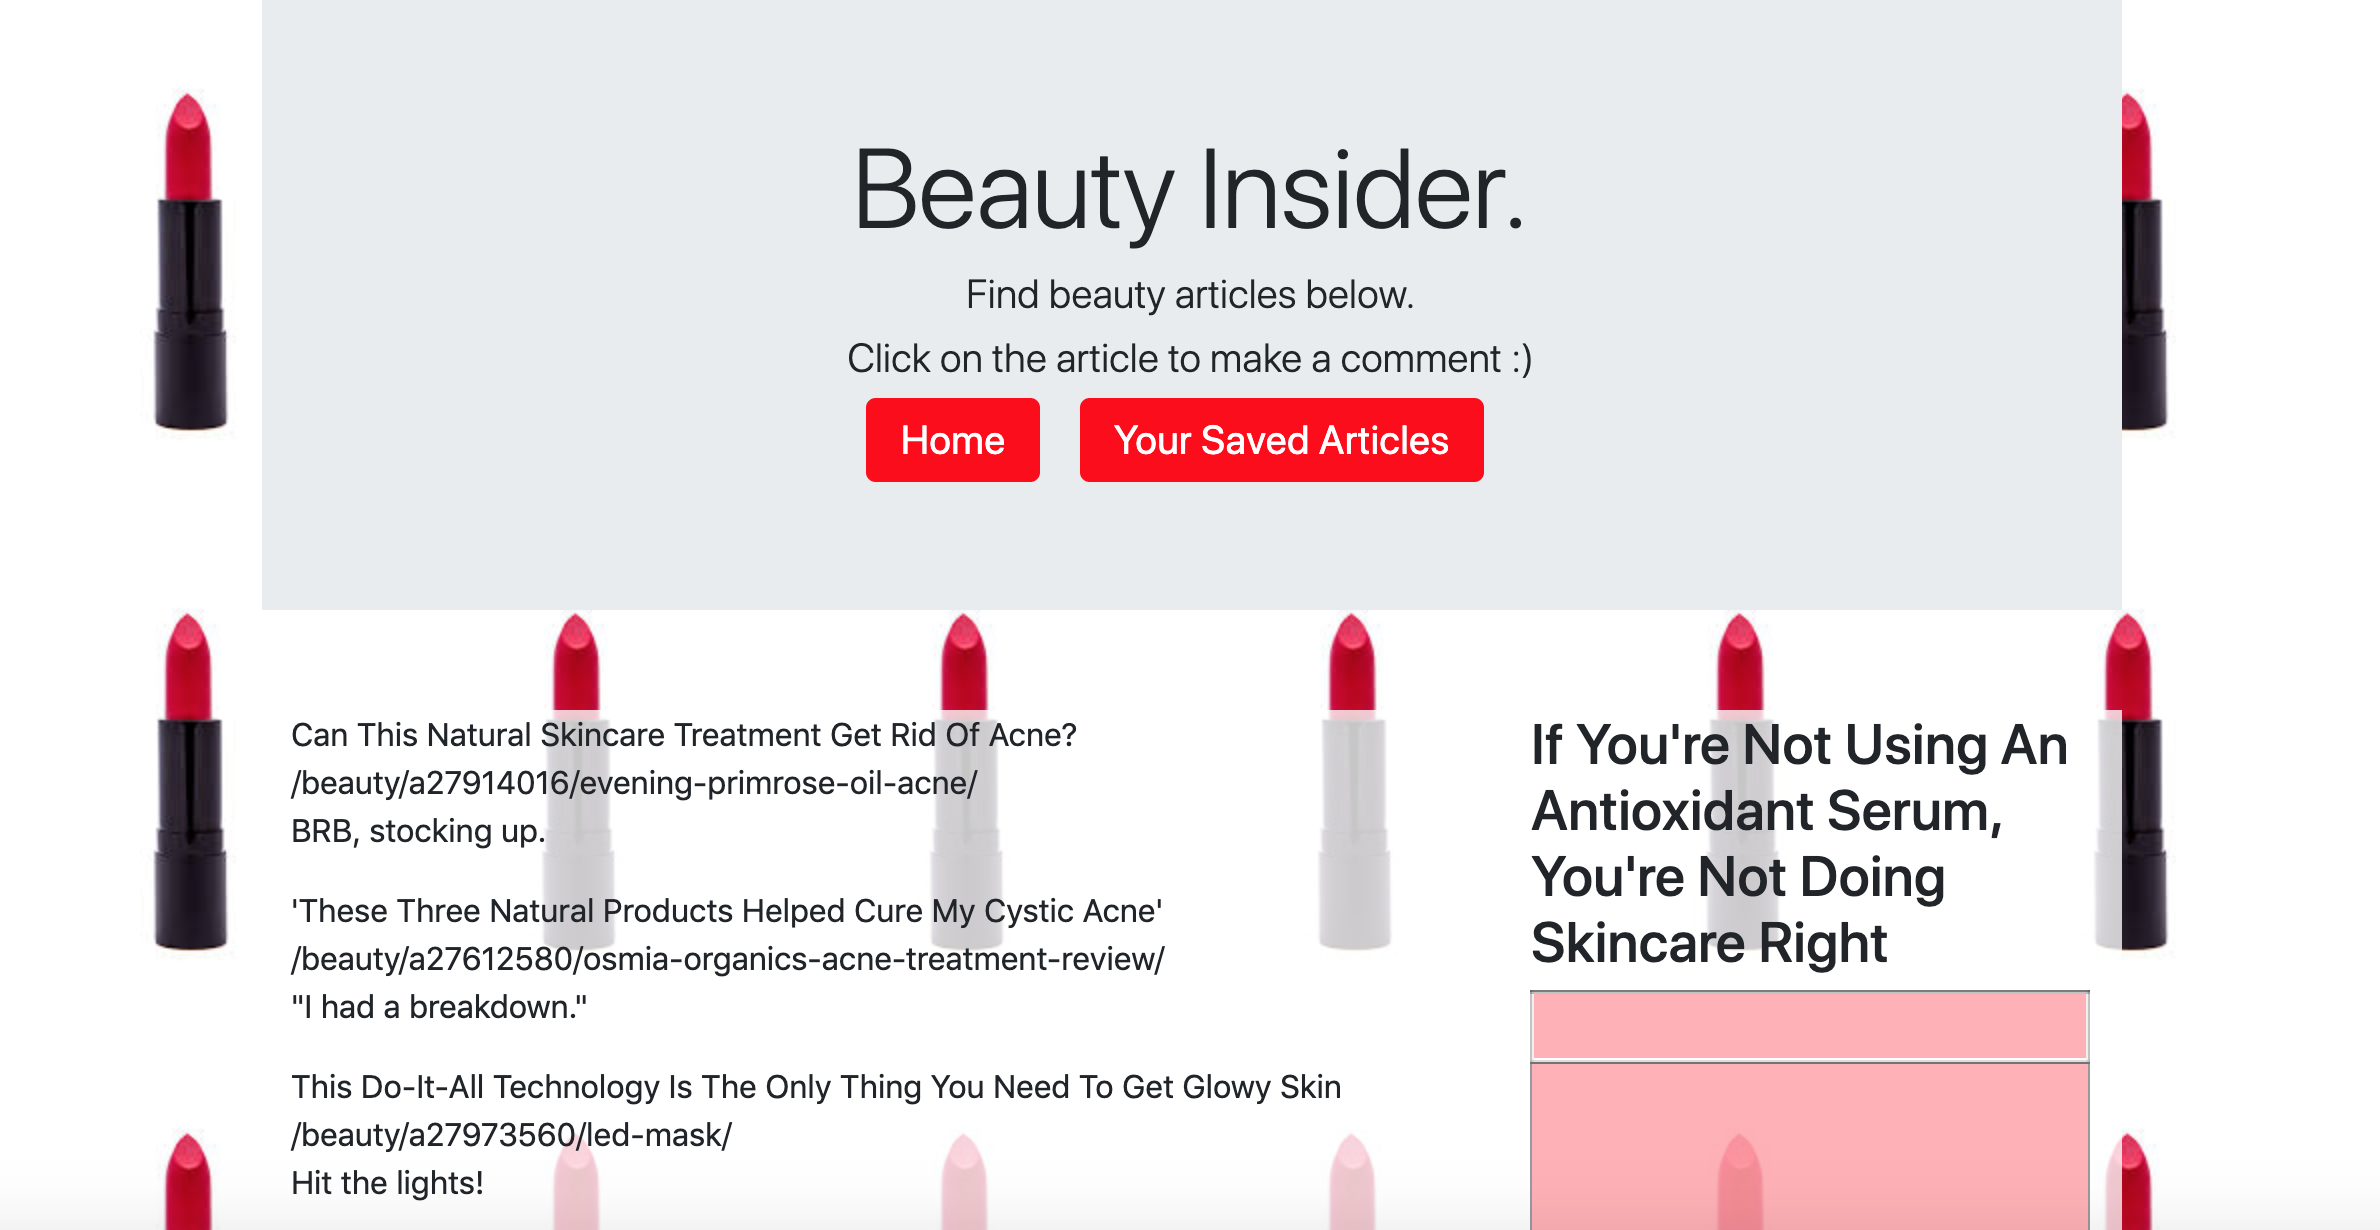 Beauty Insider.
Find beauty articles below.
Click on the article to make a comment :)
Home
Your Saved Articles
Can This Natural Skincare Treatment Get Rid Of Acne?
/beauty/a27914016/evening-primrose-oil-acne/
BRB, stocking up.
'These Three Natural Products Helped Cure My Cystic Acne'
/beauty/a27612580/osmia-organics-acne-treatment-review/
"I had a breakdown."
This Do-It-All Technology Is The Only Thing You Need To Get Glowy Skin
/beauty/a27973560/led-mask/
Hit the lights!
If You're Not Using An
Antioxidant Serum,
You're Not Doing
Skincare Right